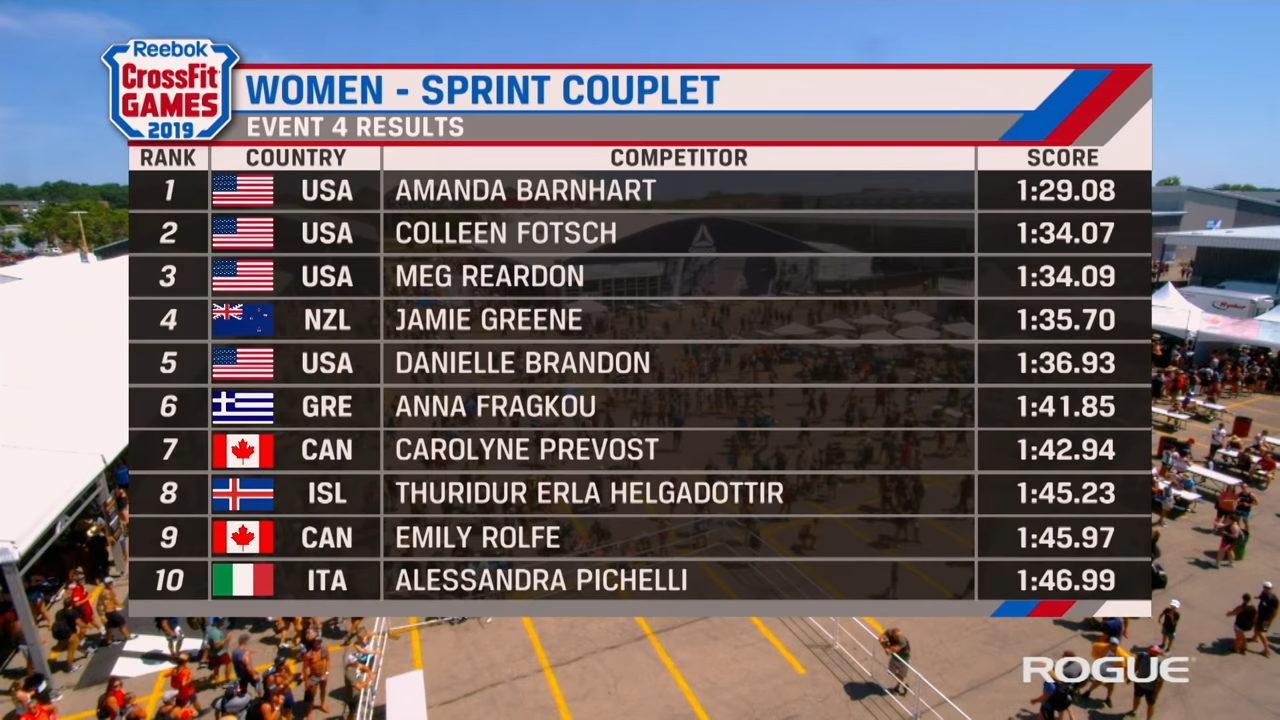 Reebok
CrossFit
GAMES
2019
WOMEN - SPRINT COUPLET
EVENT 4 RESULTS
RANK COUNTRY COMPETITOR SCORE
1 USA AMANDA BARNHART 1:29.08
2 USA COLLEEN FOTSCH 1:34.07
3 USA MEG REARDON 1:34.09
4 NZL JAMIE GREENE 1:35.70
5 USA DANIELLE BRANDON 1:36.93
6 GRE ANNA FRAGKOU 1:41.85
7 CAN CAROLYNE PREVOST 1:42.94
8 ISL THURIDUR ERLA HELGADOTTIR 1:45.23
9 CAN EMILY ROLFE 1:45.97
10 ITA ALESSANDRA PICHELLI 1:46.99
Ryder
ROGUE